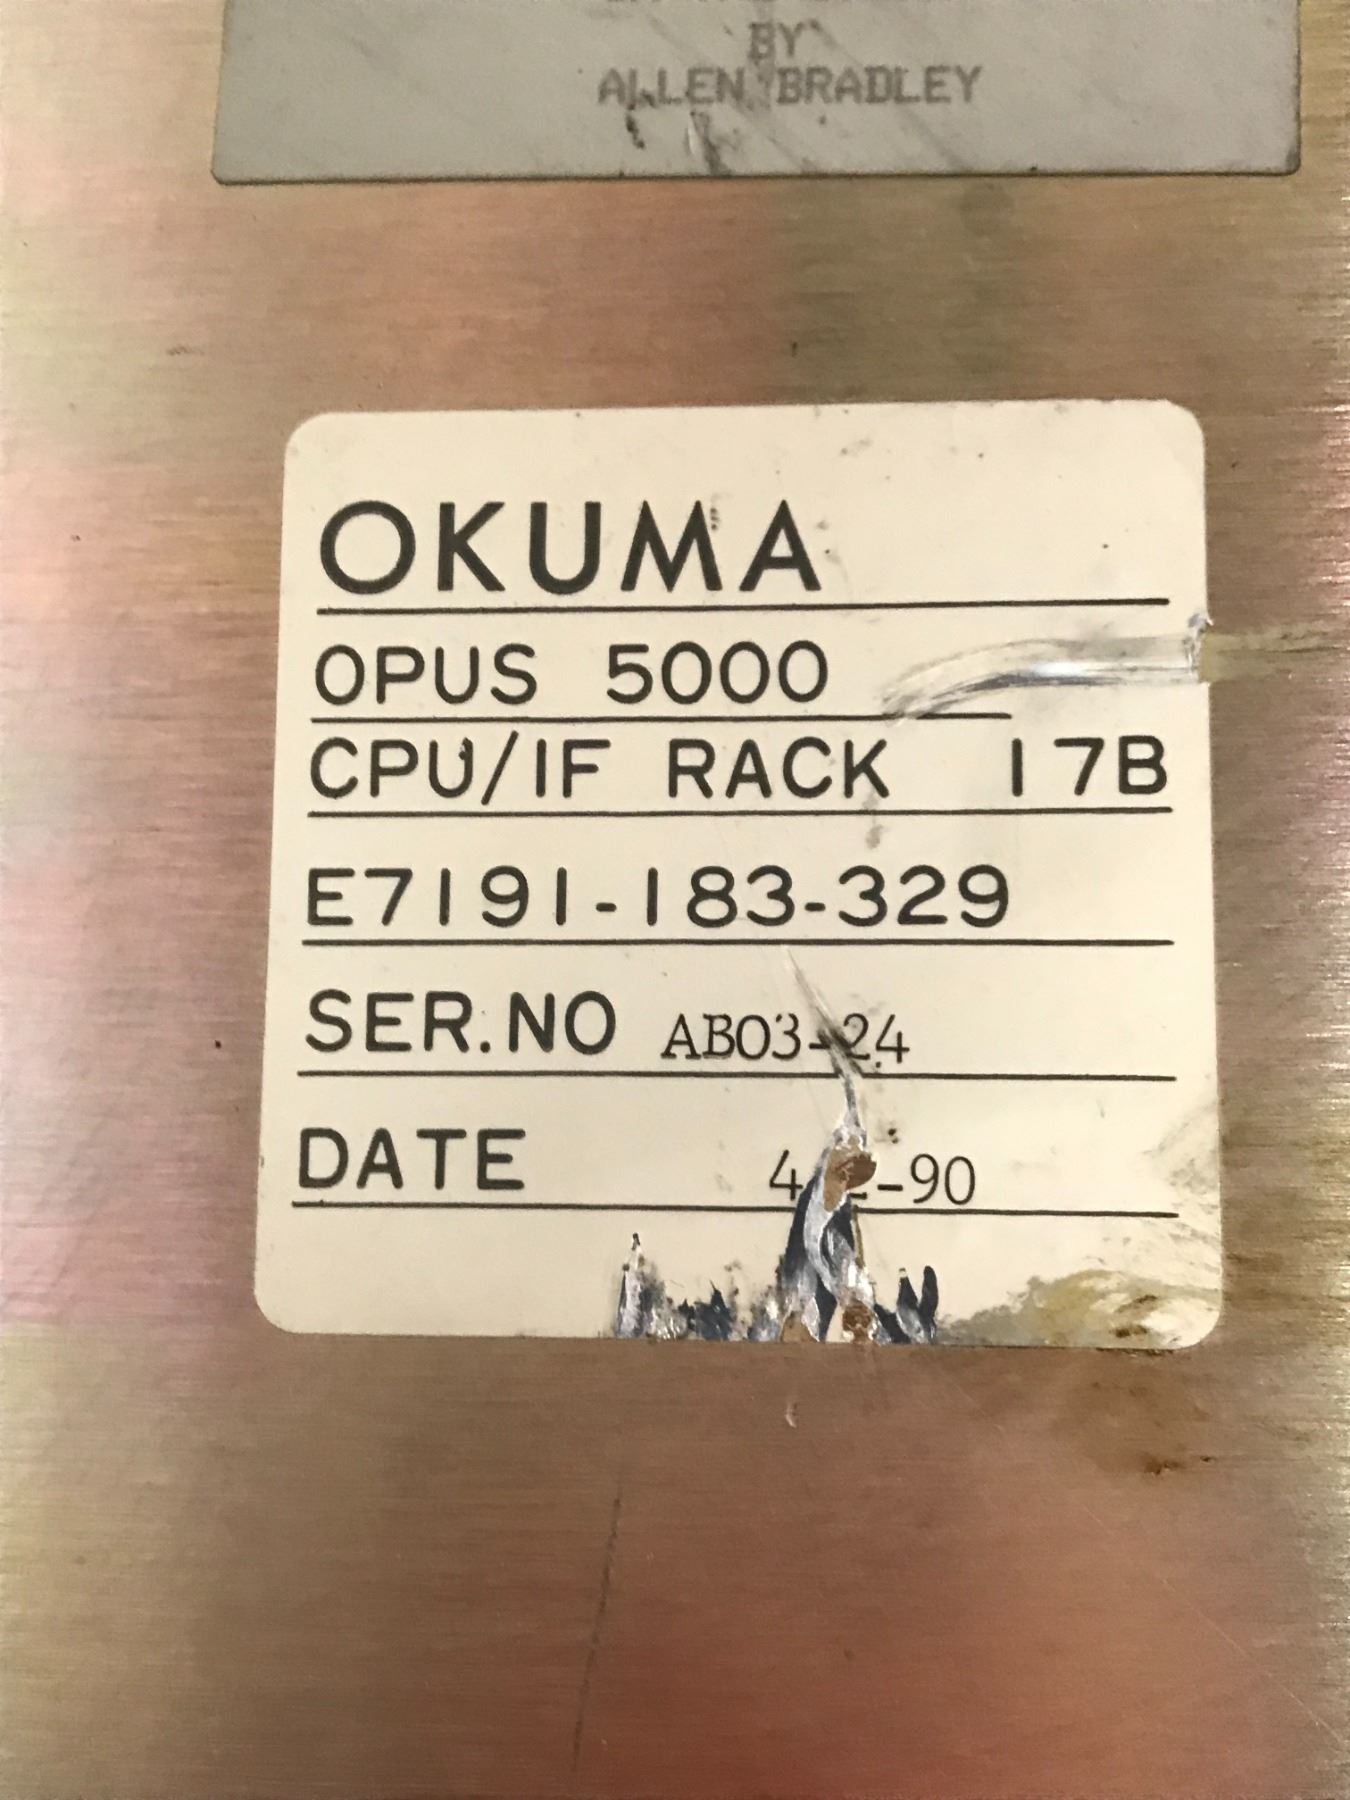 BY
ALLEN BRADLEY
OKUMA
OPUS 5000
CPU/IF RACK 17B
E7191-183-329
SER.NO AB03-24
DATE